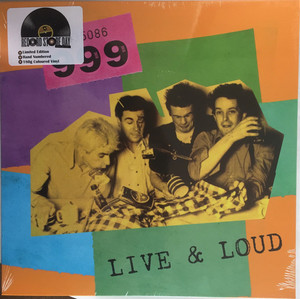 RECORD STORE DAY
Limited Edition
Hand Numbered
180g Coloured Vinyl
5086
999
LIVE & LOUD